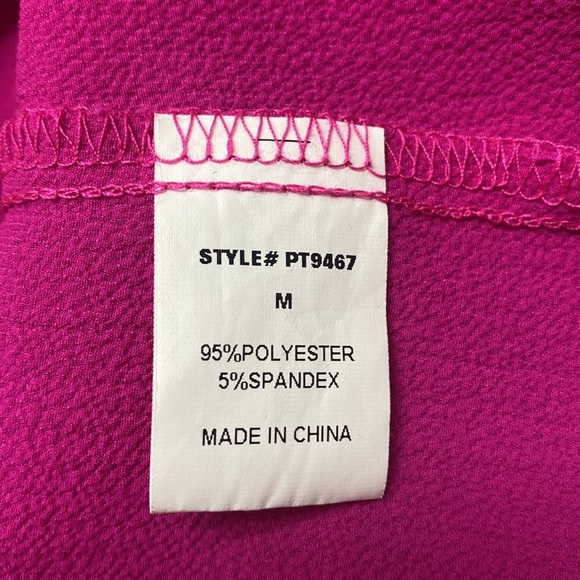 STYLE# PT9467
M
95%POLYESTER
5%SPANDEX
MADE IN CHINA